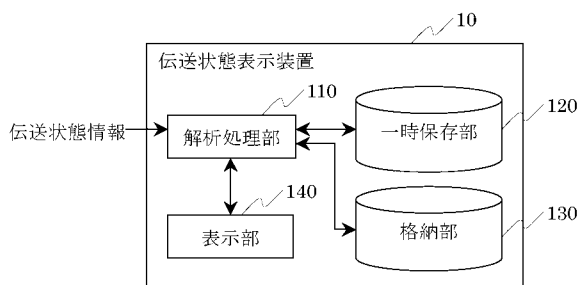 10
伝送状態表示装置
110
120
伝送状態情報
解析処理部
一時保存部
140
130
表示部
格納部